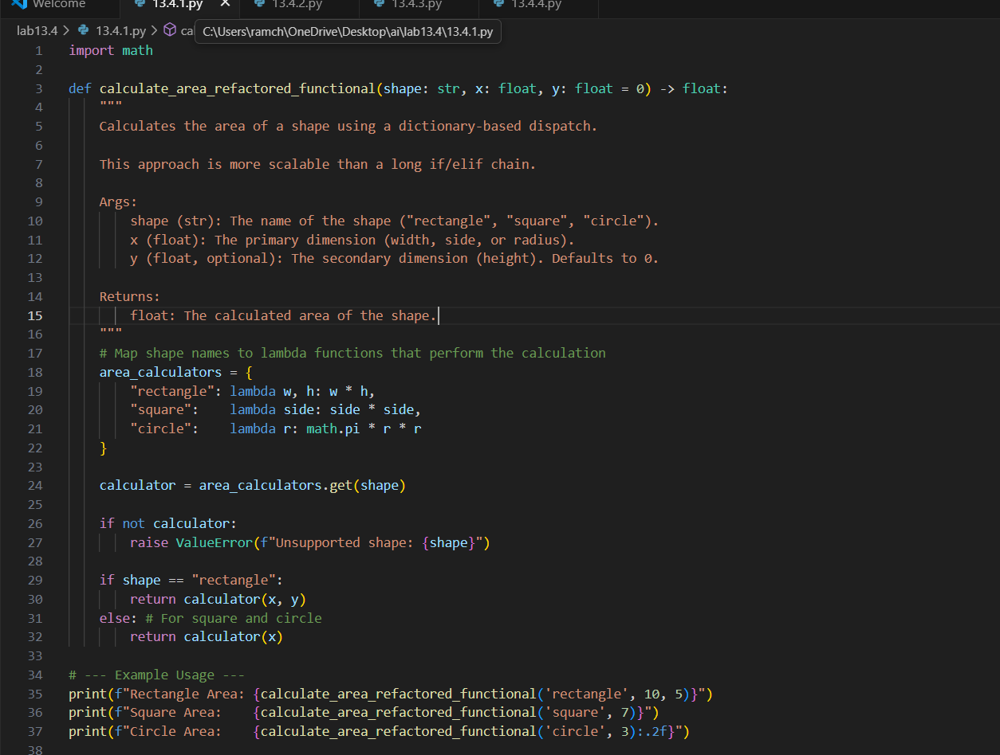 Welcome 13.4.1.py 13.4.2.py 13.4.3.py 13.4.4.py
lab13.4 > 13.4.1.py > ca
C:\Users\ramch\OneDrive\Desktop\ai\lab13.4\13.4.1.py
1 import math
2
3 def calculate_area_refactored_functional(shape: str, x: float, y: float = 0) -> float:
4     """
5     Calculates the area of a shape using a dictionary-based dispatch.
6
7     This approach is more scalable than a long if/elif chain.
8
9     Args:
10         shape (str): The name of the shape ("rectangle", "square", "circle").
11         x (float): The primary dimension (width, side, or radius).
12         y (float, optional): The secondary dimension (height). Defaults to 0.
13
14     Returns:
15         float: The calculated area of the shape.
16     """
17     # Map shape names to lambda functions that perform the calculation
18     area_calculators = {
19         "rectangle": lambda w, h: w * h,
20         "square":    lambda side: side * side,
21         "circle":    lambda r: math.pi * r * r
22     }
23
24     calculator = area_calculators.get(shape)
25
26     if not calculator:
27         raise ValueError(f"Unsupported shape: {shape}")
28
29     if shape == "rectangle":
30         return calculator(x, y)
31     else: # For square and circle
32         return calculator(x)
33
34 # --- Example Usage ---
35 print(f"Rectangle Area: {calculate_area_refactored_functional('rectangle', 10, 5)}")
36 print(f"Square Area:    {calculate_area_refactored_functional('square', 7)}")
37 print(f"Circle Area:    {calculate_area_refactored_functional('circle', 3):.2f}")
38